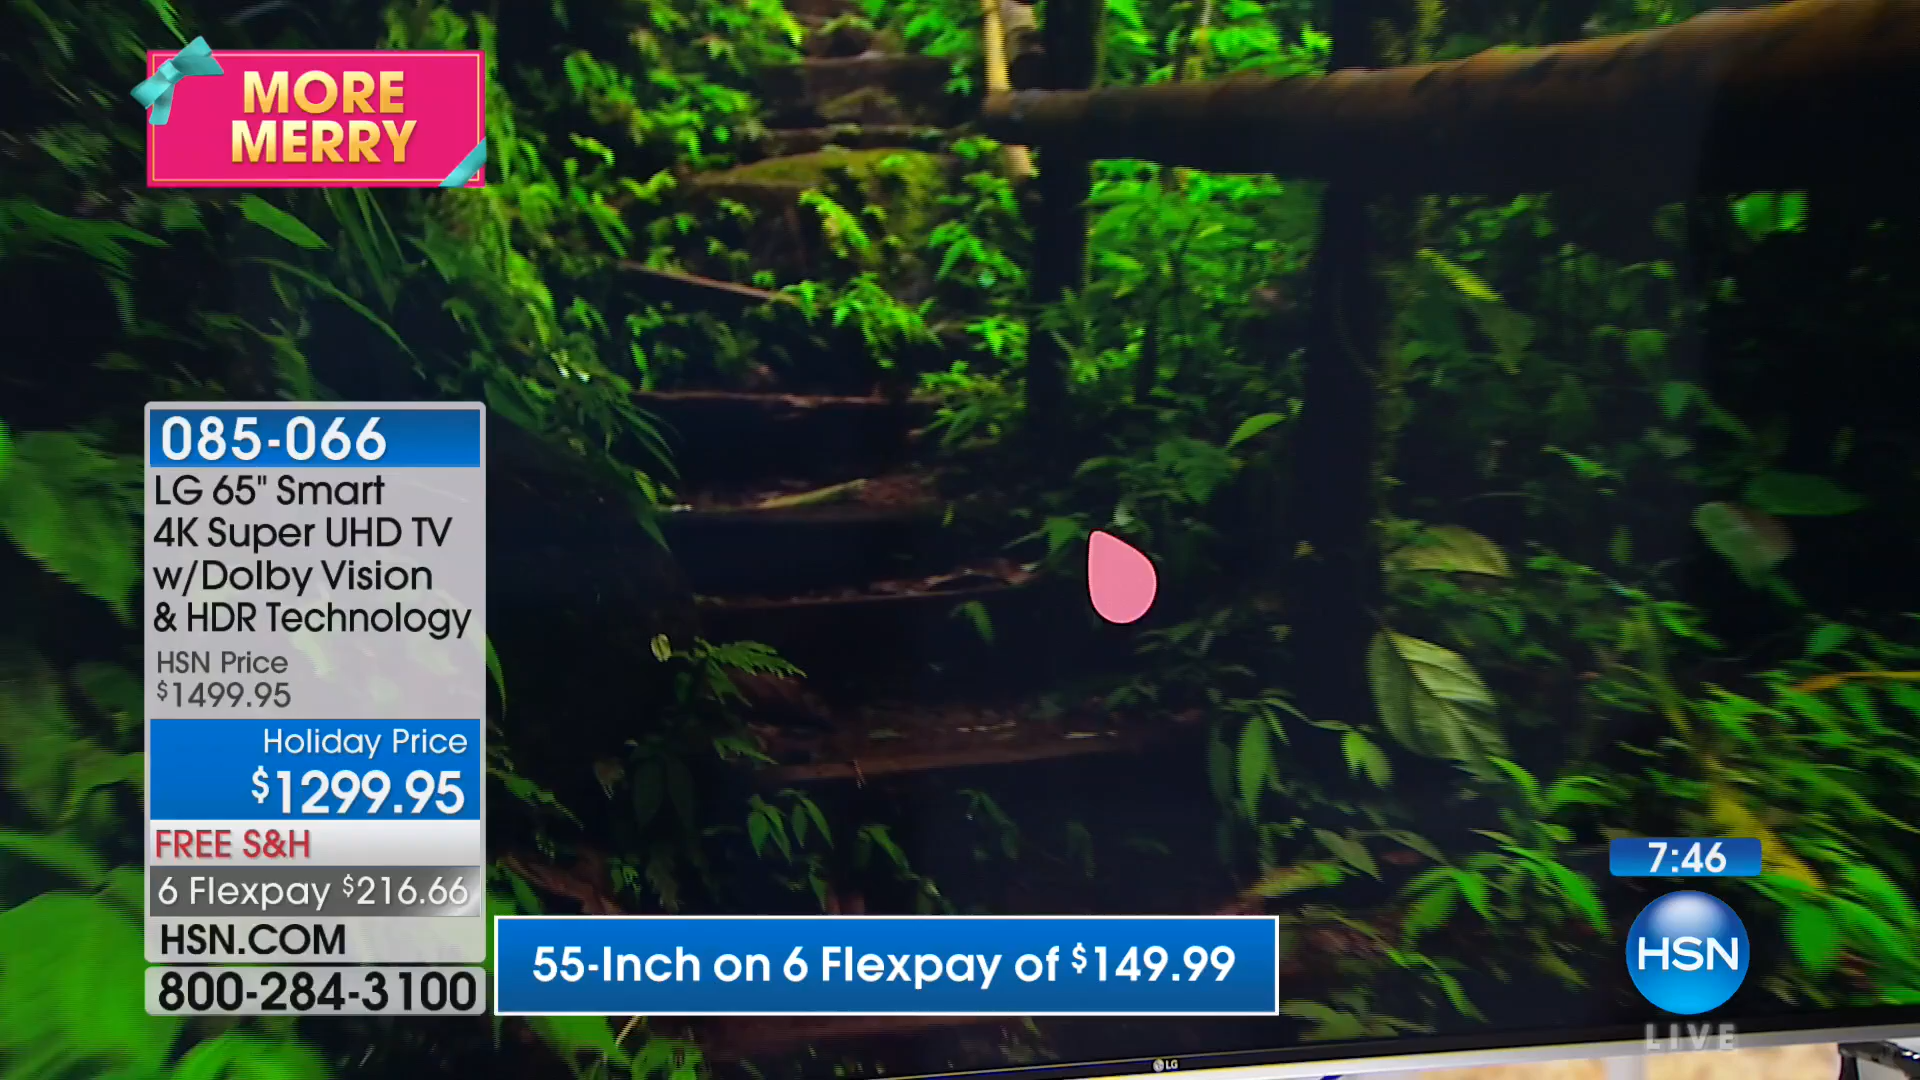 MORE
MERRY
085-066
LG 65" Smart
4K Super UHD TV
w/Dolby Vision
& HDR Technology
HSN Price
$1499.95
Holiday Price
$1299.95
FREE S&H
6 Flexpay $216.66
HSN.COM
800-284-3100
55-Inch on 6 Flexpay of $149.99
7:46
HSN
LIVE
LG